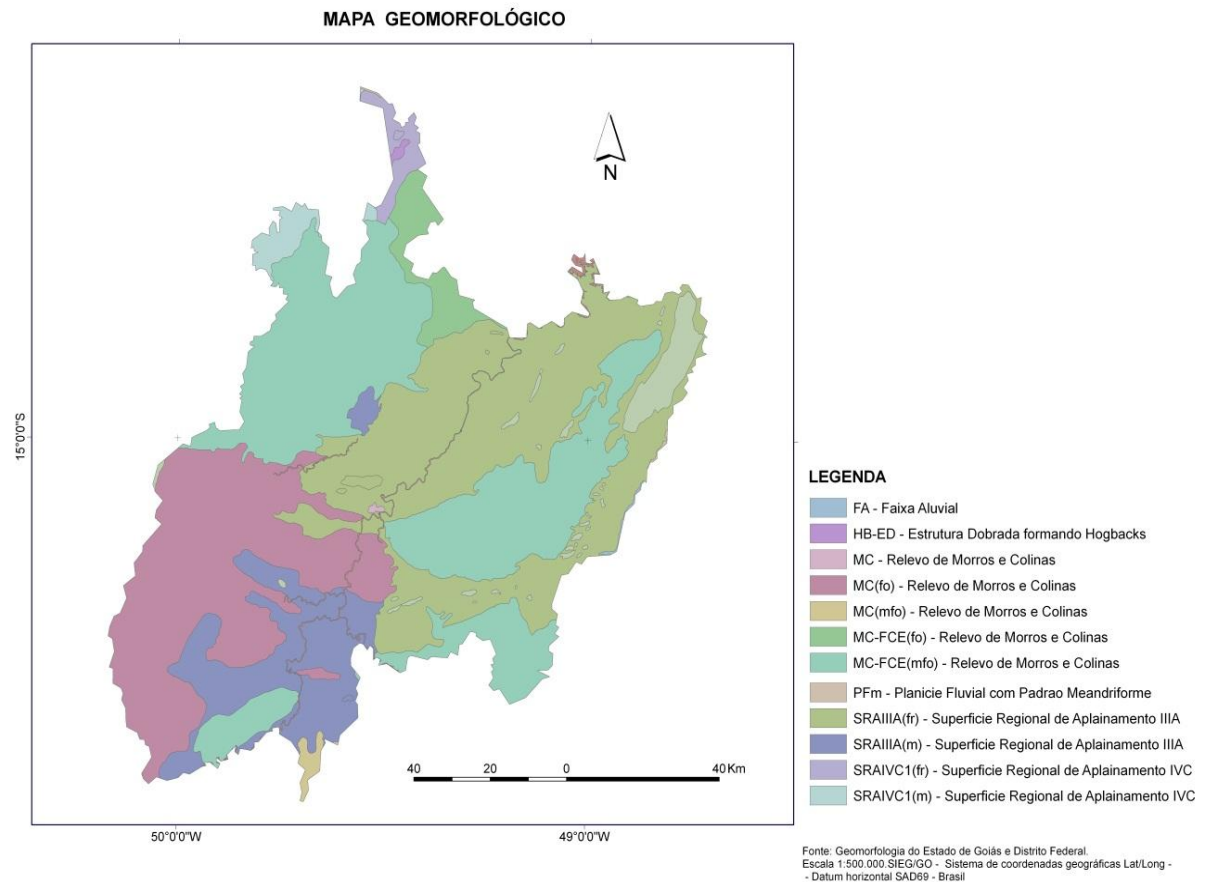 MAPA GEOMORFOLÓGICO
N
15°0'0"S
40 20 0 40 Km
50°0'0"W 49°0'0"W
LEGENDA
FA - Faixa Aluvial
HB-ED - Estrutura Dobrada formando Hogbacks
MC - Relevo de Morros e Colinas
MC(fo) - Relevo de Morros e Colinas
MC(mfo) - Relevo de Morros e Colinas
MC-FCE(fo) - Relevo de Morros e Colinas
MC-FCE(mfo) - Relevo de Morros e Colinas
PFm - Planicie Fluvial com Padrao Meandriforme
SRAIIIA(fr) - Superficie Regional de Aplainamento IIIA
SRAIIIA(m) - Superficie Regional de Aplainamento IIIA
SRAIVC1(fr) - Superficie Regional de Aplainamento IVC
SRAIVC1(m) - Superficie Regional de Aplainamento IVC
Fonte: Geomorfologia do Estado de Goiás e Distrito Federal.
Escala 1:500.000.SIEG/GO - Sistema de coordenadas geográficas Lat/Long -
- Datum horizontal SAD69 - Brasil